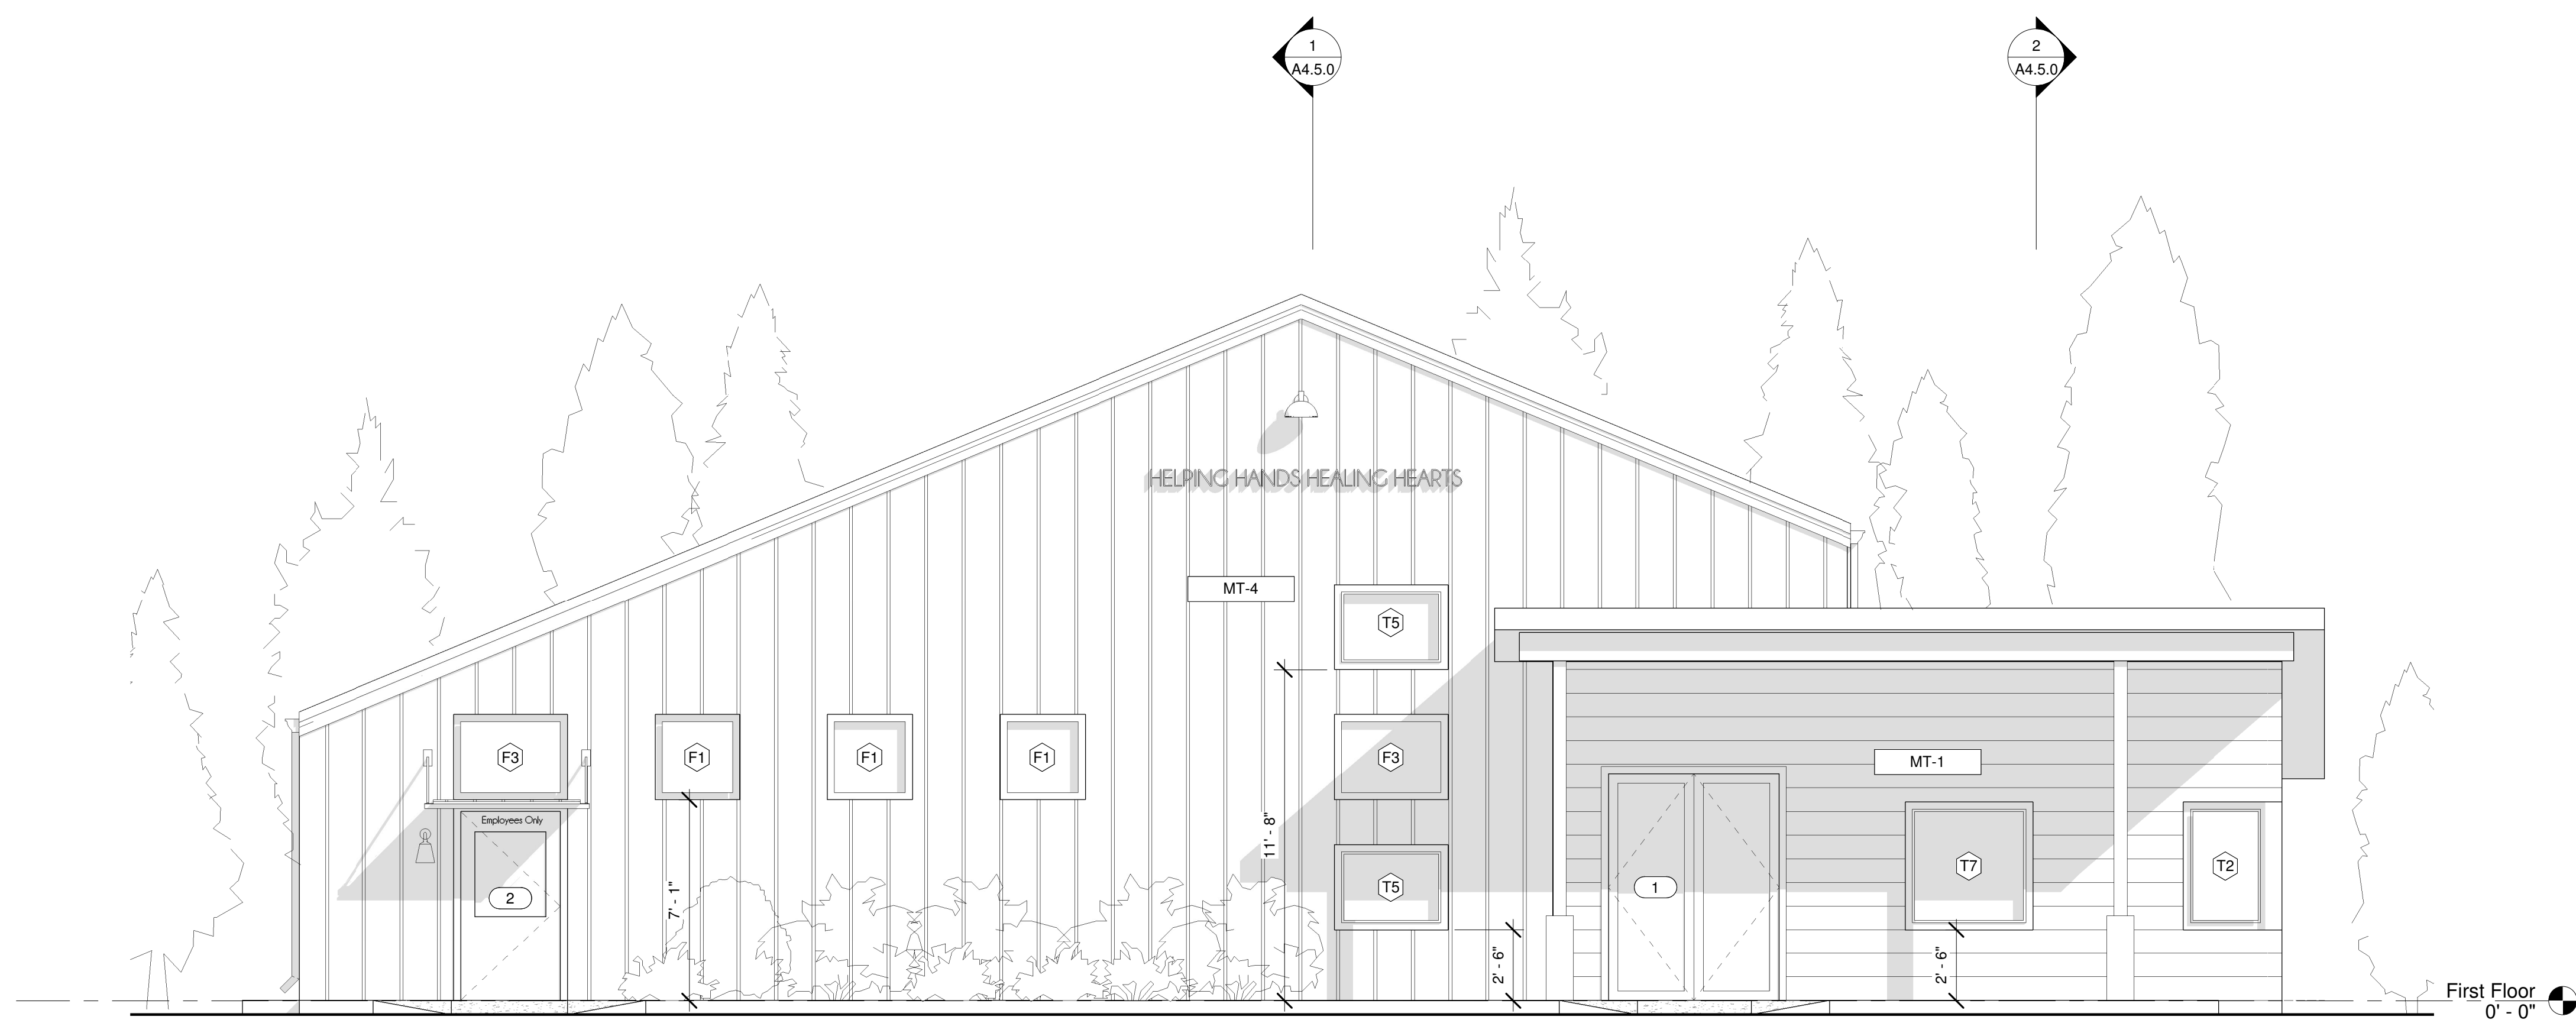 1
A4.5.0
2
A4.5.0
HELPING HANDS HEALING HEARTS
MT-4
T5
F3
F1
F1
F1
F3
MT-1
Employees Only
2
7' - 1"
11' - 8"
T5
1
T7
T2
2' - 6"
2' - 6"
First Floor
0' - 0"